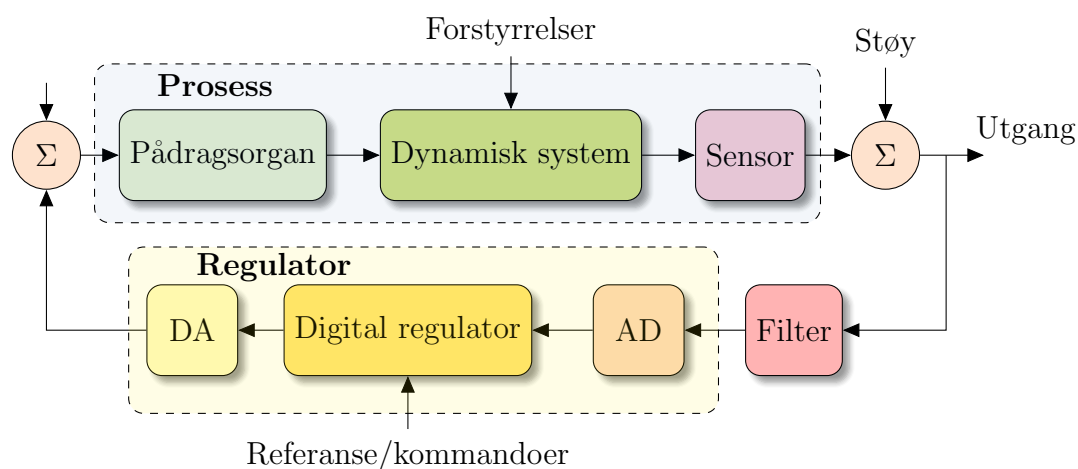 Forstyrrelser
Støy
Prosess
Utgang
Σ
Pådragsorgan
Dynamisk system
Sensor
Σ
Regulator
DA
Digital regulator
AD
Filter
Referanse/kommandoer